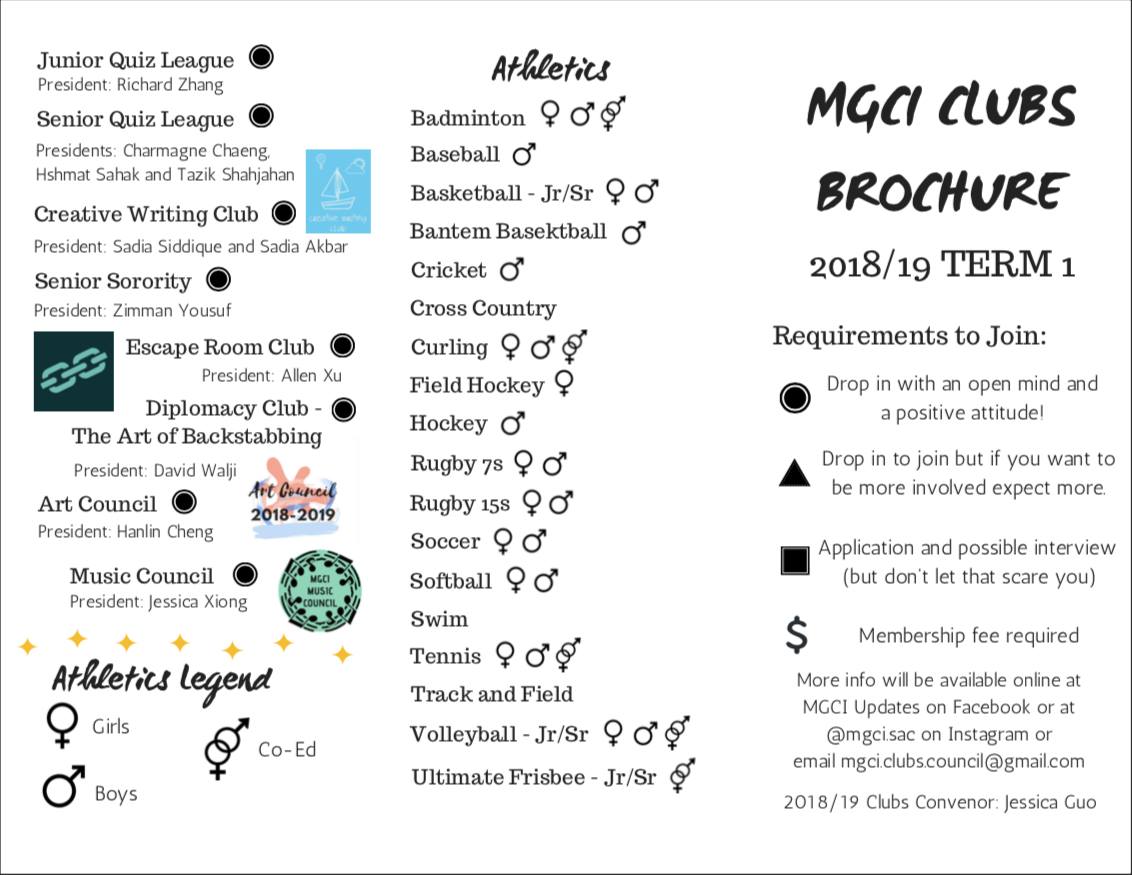 Junior Quiz League
President: Richard Zhang
Senior Quiz League
Presidents: Charmagne Chaeng,
Hshmat Sahak and Tazik Shahjahan
creative writing
club
Creative Writing Club
President: Sadia Siddique and Sadia Akbar
Senior Sorority
President: Zimman Yousuf
Escape Room Club
President: Allen Xu
Diplomacy Club -
The Art of Backstabbing
President: David Walji
Art Council
President: Hanlin Cheng
Art Council
2018-2019
Music Council
President: Jessica Xiong
MGCI
MUSIC
COUNCIL
Athletics Legend
Girls
Co-Ed
Boys
Athletics
Badminton
Baseball
Basketball - Jr/Sr
Bantem Basektball
Cricket
Cross Country
Curling
Field Hockey
Hockey
Rugby 7s
Rugby 15s
Soccer
Softball
Swim
Tennis
Track and Field
Volleyball - Jr/Sr
Ultimate Frisbee - Jr/Sr
MGCI CLUBS
BROCHURE
2018/19 TERM 1
Requirements to Join:
Drop in with an open mind and
a positive attitude!
Drop in to join but if you want to
be more involved expect more.
Application and possible interview
(but don't let that scare you)
$ Membership fee required
More info will be available online at
MGCI Updates on Facebook or at
@mgci.sac on Instagram or
email mgci.clubs.council@gmail.com
2018/19 Clubs Convenor: Jessica Guo